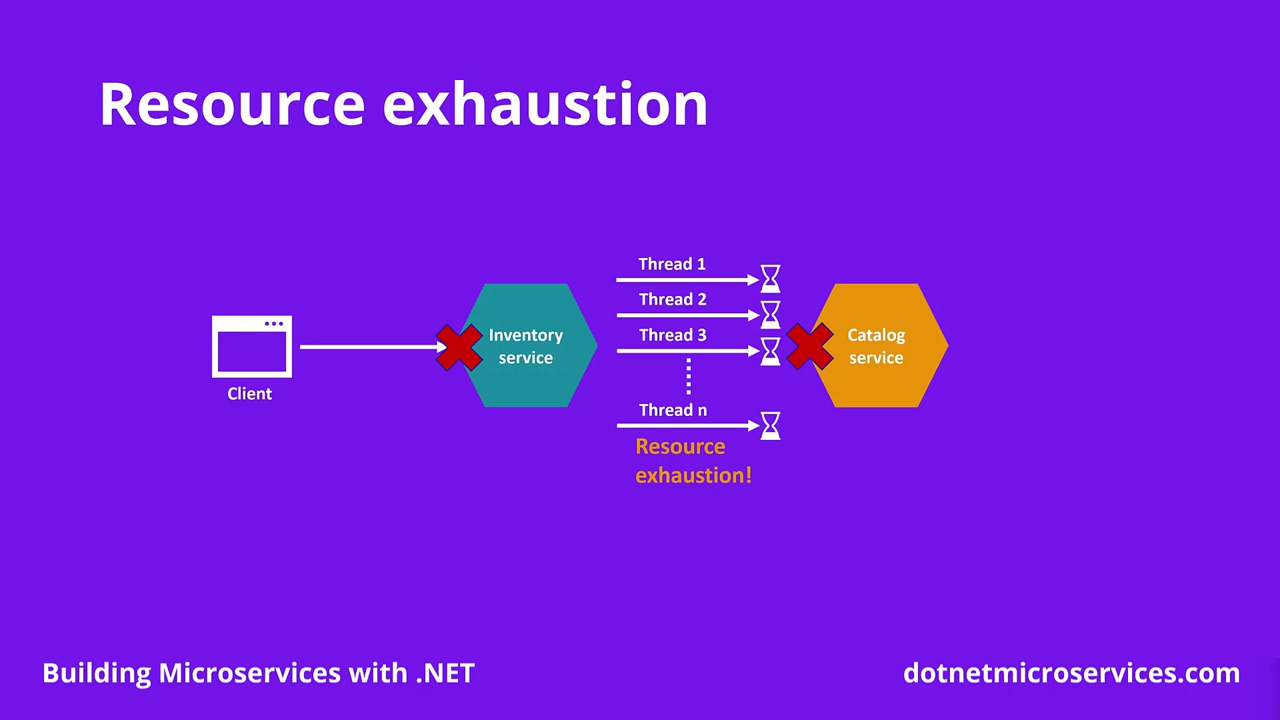 Resource exhaustion
Thread 1
Thread 2
Thread 3
Inventory
service
Catalog
service
Client
Thread n
Resource
exhaustion!
Building Microservices with .NET
dotnetmicroservices.com